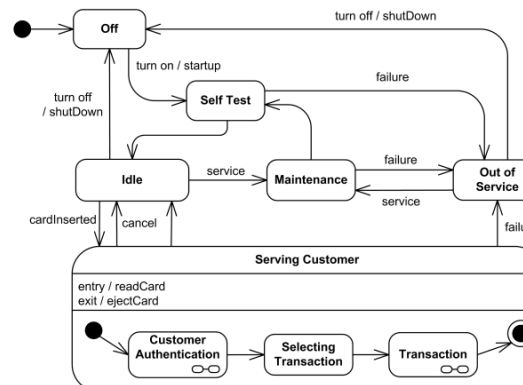 Off
turn off / shutDown
turn on / startup
failure
turn off
/ shutDown
Self Test
Idle
service
Maintenance
failure
service
Out of
Service
cardInserted
cancel
Serving Customer
entry / readCard
exit / ejectCard
Customer
Authentication
Selecting
Transaction
Transaction